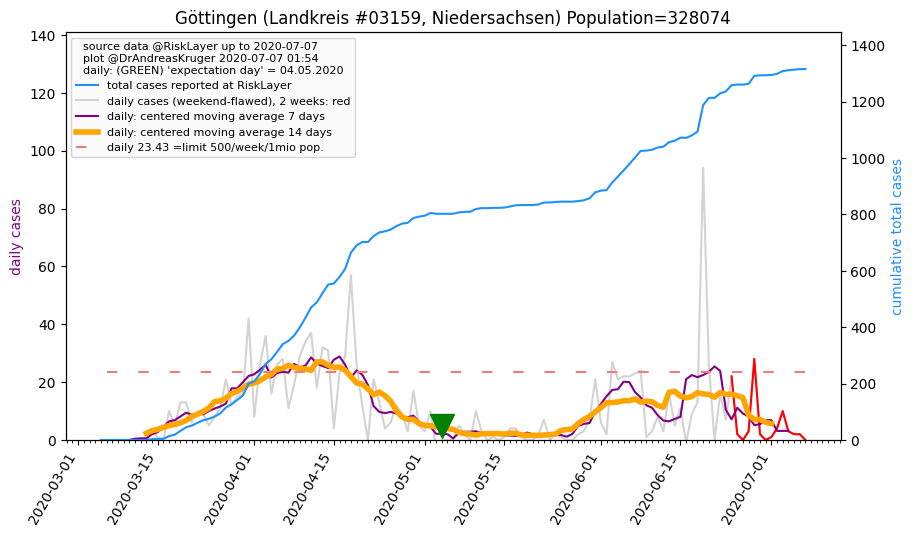 Göttingen (Landkreis #03159, Niedersachsen) Population=328074
source data @RiskLayer up to 2020-07-07
plot @DrAndreasKruger 2020-07-07 01:54
daily: (GREEN) 'expectation day' = 04.05.2020
total cases reported at RiskLayer
daily cases (weekend-flawed), 2 weeks: red
daily: centered moving average 7 days
daily: centered moving average 14 days
daily 23.43 =limit 500/week/1mio pop.
daily cases
140
120
100
80
60
40
20
0
cumulative total cases
1400
1200
1000
800
600
400
200
0
2020-03-01
2020-03-15
2020-04-01
2020-04-15
2020-05-01
2020-05-15
2020-06-01
2020-06-15
2020-07-01